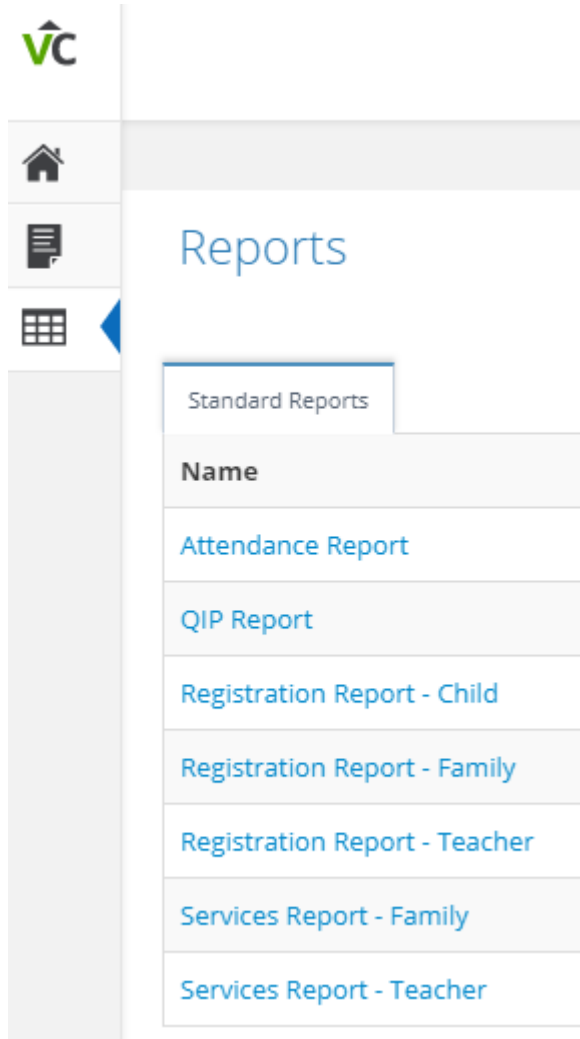 VC
Reports
Standard Reports
Name
Attendance Report
QIP Report
Registration Report - Child
Registration Report - Family
Registration Report - Teacher
Services Report - Family
Services Report - Teacher